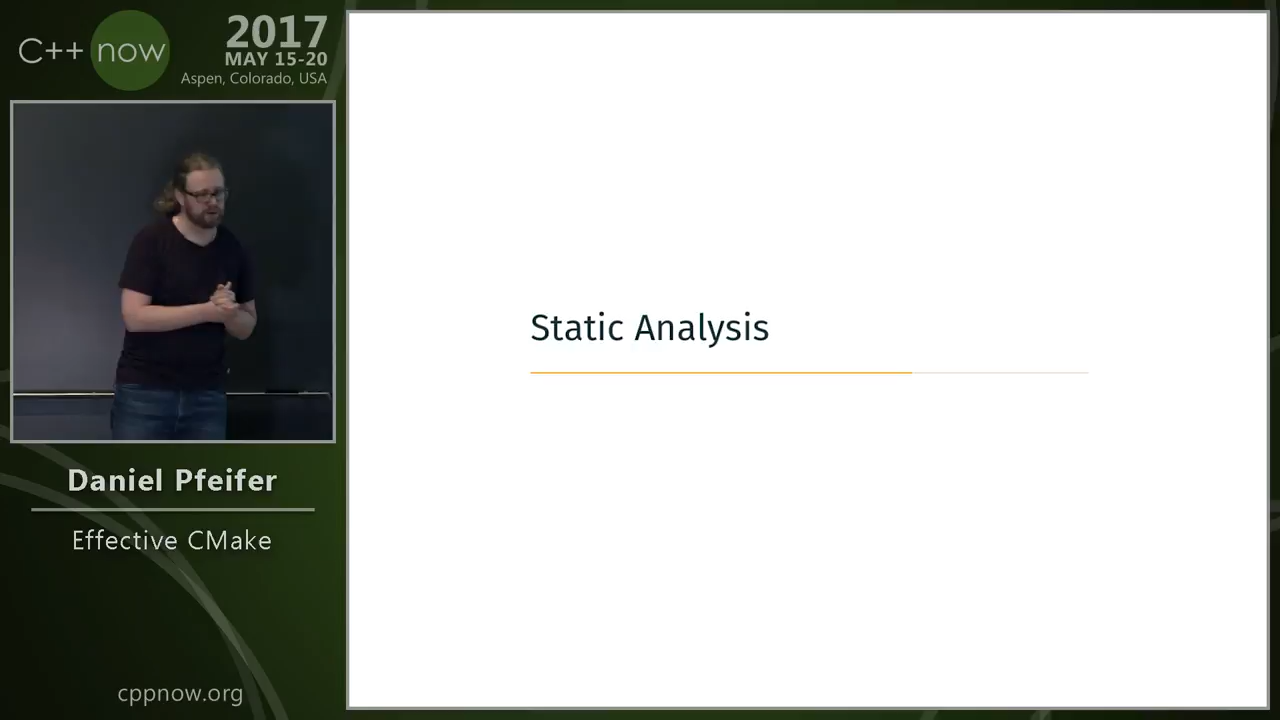 C++ now
2017
MAY 15-20
Aspen, Colorado, USA
Static Analysis
Daniel Pfeifer
Effective CMake
cppnow.org